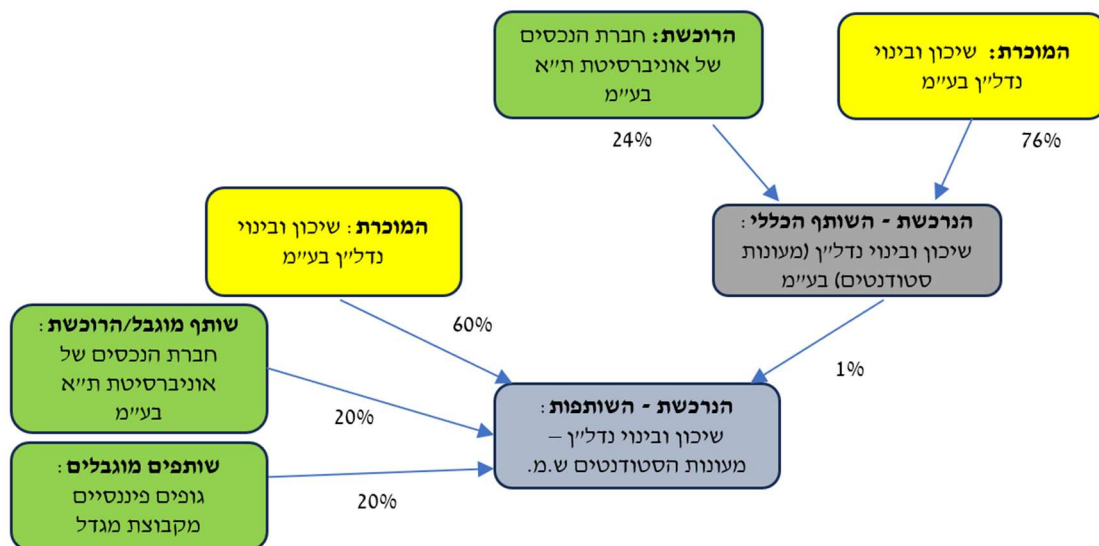 המוכרת: שיכון ובינוי
נדל״ן בע״מ
הרוכשת: חברת הנכסים
של אוניברסיטת ת״א
בע״מ
76%
24%
הנרכשת - השותף הכללי:
שיכון ובינוי נדל״ן (מעונות
סטודנטים) בע״מ
המוכרת: שיכון ובינוי
נדל״ן בע״מ
60%
1%
שותף מוגבל/הרוכשת:
חברת הנכסים של
אוניברסיטת ת״א
בע״מ
20%
הנרכשת - השותפות:
שיכון ובינוי נדל״ן –
מעונות הסטודנטים ש.מ.
שותפים מוגבלים:
גופים פיננסיים
מקבוצת מגדל
20%